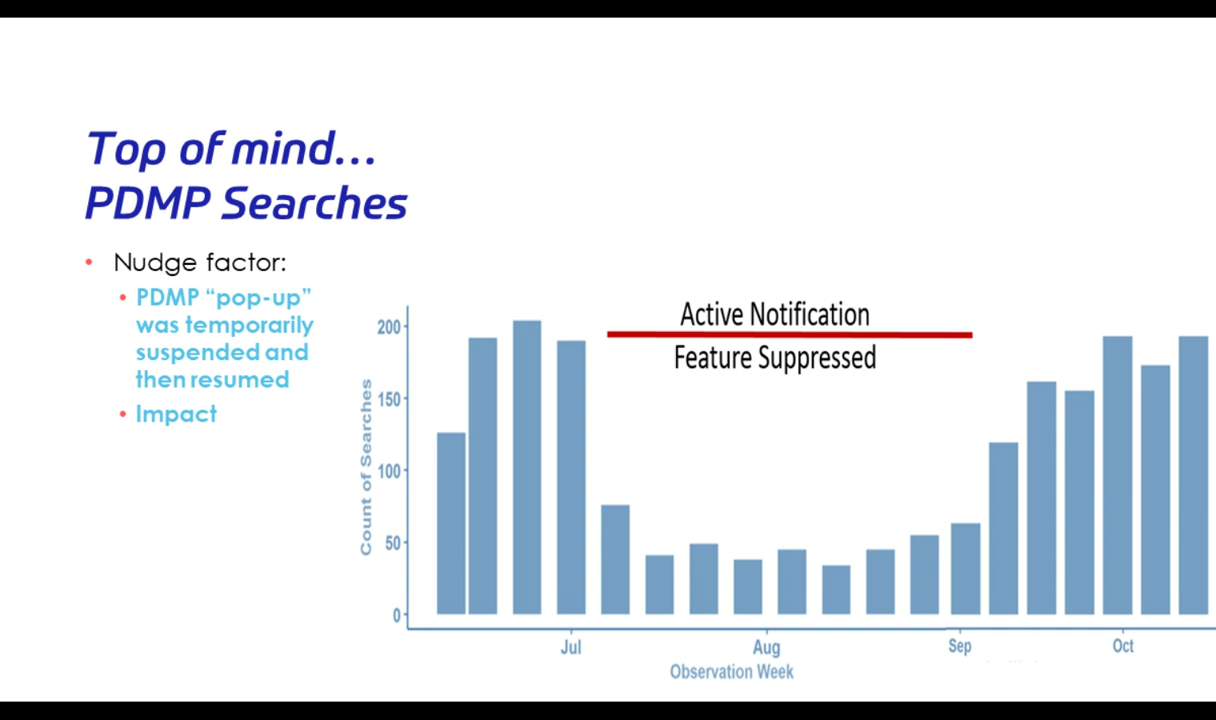 Top of mind…
PDMP Searches
• Nudge factor:
• PDMP “pop-up”
was temporarily
suspended and
then resumed
• Impact
Active Notification
Feature Suppressed
Count of Searches
200
150
100
50
0
Jul
Aug
Sep
Oct
Observation Week